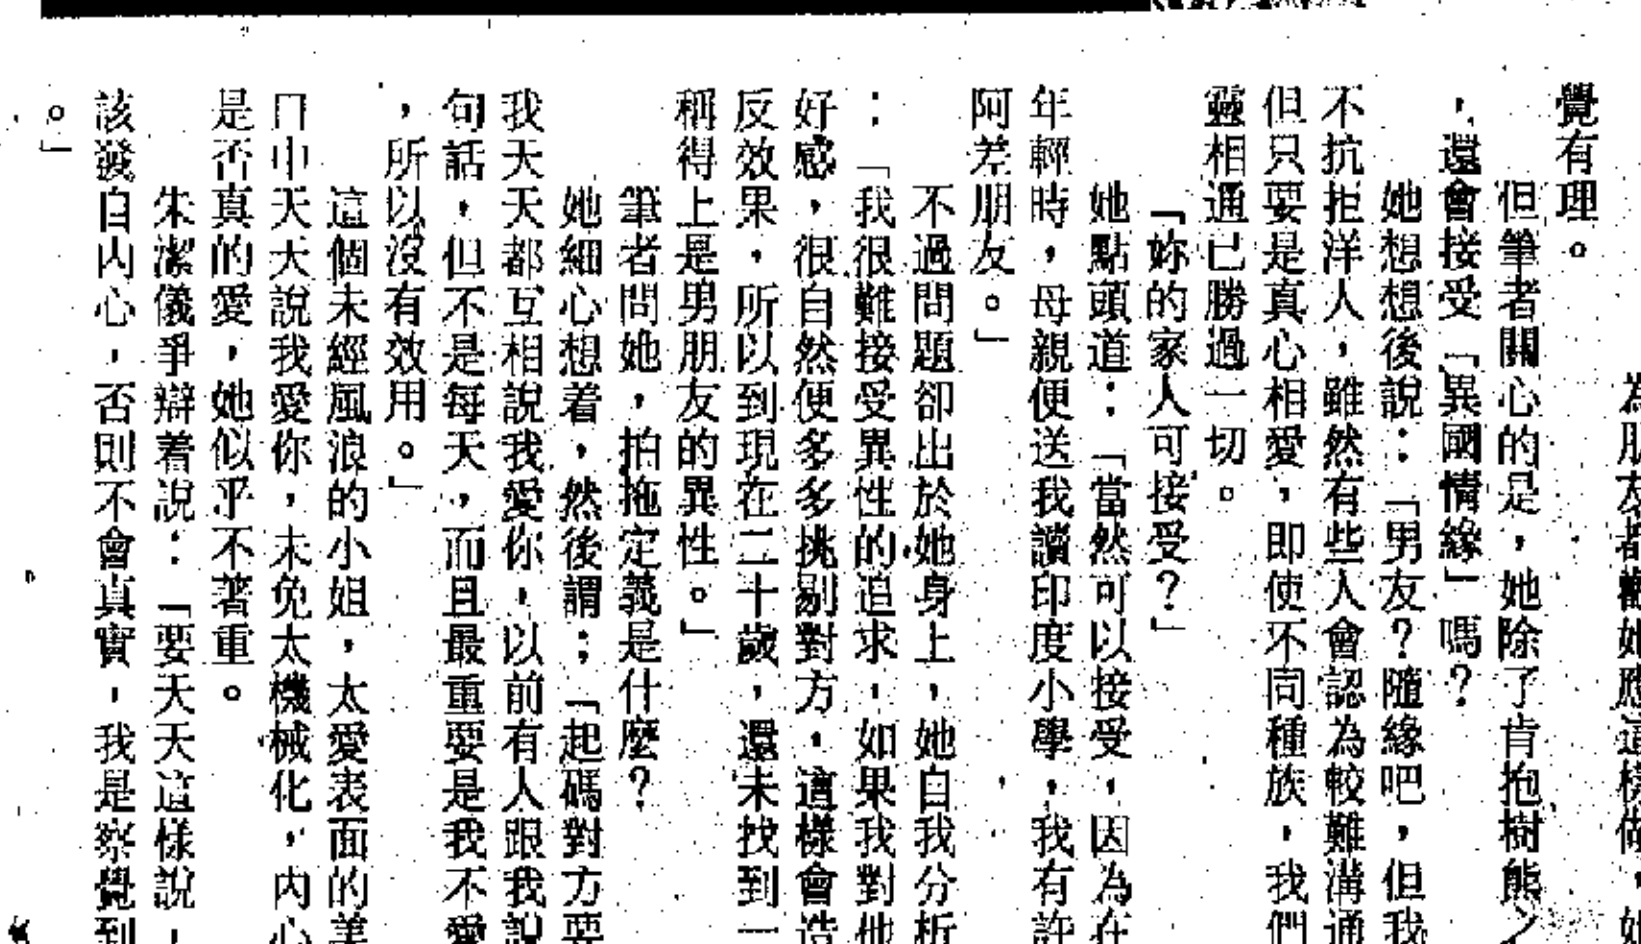 為朋友都勸她應這樣做，她
覺有理。
但筆者關心的是，她除了肯抱樹熊之
，還會接受「異國情緣」嗎？
她想想後說：「男友？隨緣吧，但我
不抗拒洋人，雖然有些人會認為較難溝通
但只要是真心相愛，即使不同種族，我們
靈相通已勝過一切。
「妳的家人可接受？」
她點頭道：「當然可以接受，因為在
年輕時，母親便送我讀印度小學，我有許
阿差朋友。」
不過問題卻出於她身上，她自我分析
：「我很難接受異性的追求，如果我對他
好感，很自然便多多挑剔對方，這樣會造
反效果，所以到現在二十歲，還未找到一
稱得上是男朋友的異性。」
筆者問她，拍拖定義是什麼？
她細心想着，然後謂：「起碼對方要
我天天都互相說我愛你，以前有人跟我說
句話，但不是每天，而且最重要是我不愛
，所以沒有效用。」
這個未經風浪的小姐，太愛表面的美
口中天天說我愛你，未免太機械化，內心
是否真的愛，她似乎不著重。
朱潔儀爭辯着說：「要天天這樣說，
該發自內心，否則不會真實，我是察覺到
。」